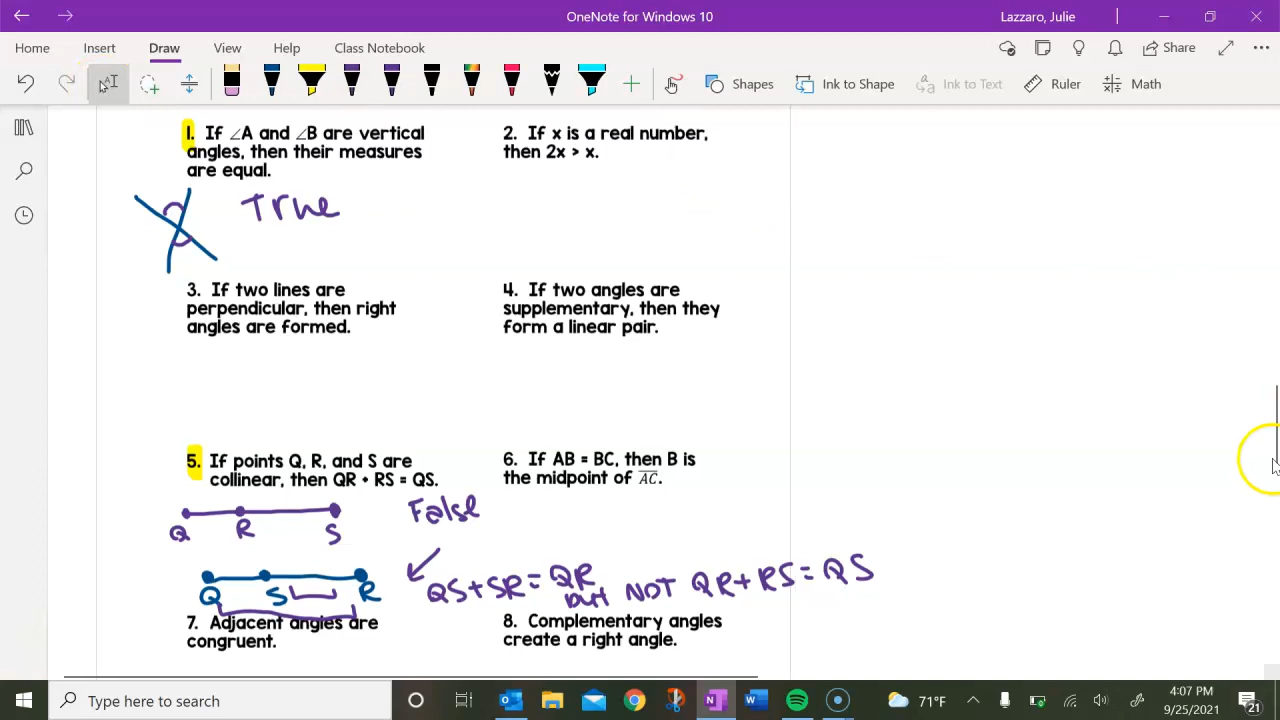 OneNote for Windows 10
Lazzaro, Julie
Home Insert Draw View Help Class Notebook
Share
Shapes Ink to Shape Ink to Text Ruler Math
1. If ∠A and ∠B are vertical
angles, then their measures
are equal.
True
2. If x is a real number,
then 2x > x.
3. If two lines are
perpendicular, then right
angles are formed.
4. If two angles are
supplementary, then they
form a linear pair.
5. If points Q, R, and S are
collinear, then QR + RS = QS.
False
Q R S
Q S R
QS+SR=QR
but NOT QR+RS=QS
6. If AB = BC, then B is
the midpoint of A̅C̅.
7. Adjacent angles are
congruent.
8. Complementary angles
create a right angle.
Type here to search
71°F
4:07 PM
9/25/2021
21